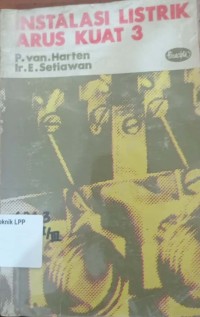 INSTALASI LISTRIK
ARUS KUAT 3
P. van. Harten
Ir. E. Setiawan
knik LPP